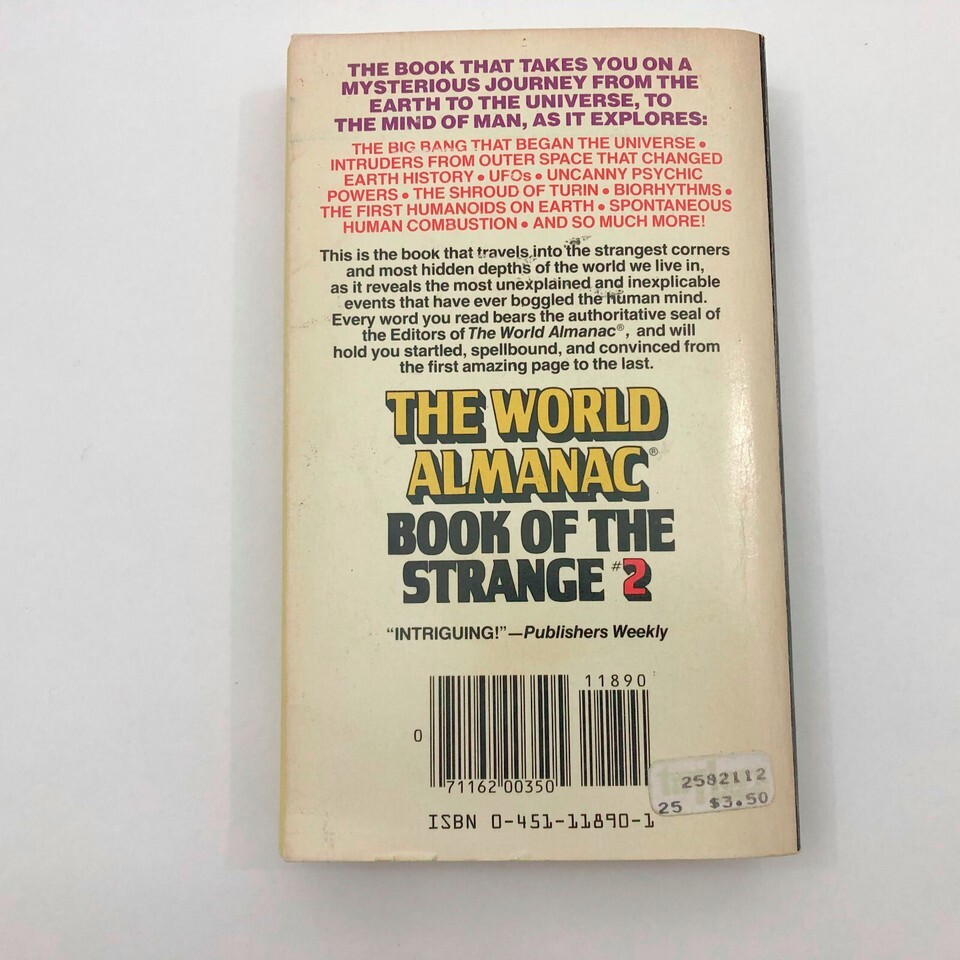 THE BOOK THAT TAKES YOU ON A
MYSTERIOUS JOURNEY FROM THE
EARTH TO THE UNIVERSE, TO
THE MIND OF MAN, AS IT EXPLORES:
THE BIG BANG THAT BEGAN THE UNIVERSE •
INTRUDERS FROM OUTER SPACE THAT CHANGED
EARTH HISTORY • UFOs • UNCANNY PSYCHIC
POWERS • THE SHROUD OF TURIN • BIORHYTHMS •
THE FIRST HUMANOIDS ON EARTH • SPONTANEOUS
HUMAN COMBUSTION • AND SO MUCH MORE!
This is the book that travels into the strangest corners
and most hidden depths of the world we live in,
as it reveals the most unexplained and inexplicable
events that have ever boggled the human mind.
Every word you read bears the authoritative seal of
the Editors of The World Almanac®, and will
hold you startled, spellbound, and convinced from
the first amazing page to the last.
THE WORLD
ALMANAC®
BOOK OF THE
STRANGE #2
“INTRIGUING!”—Publishers Weekly
11890
0
71162 00350
2582112
25 $3.50
ISBN 0-451-11890-1